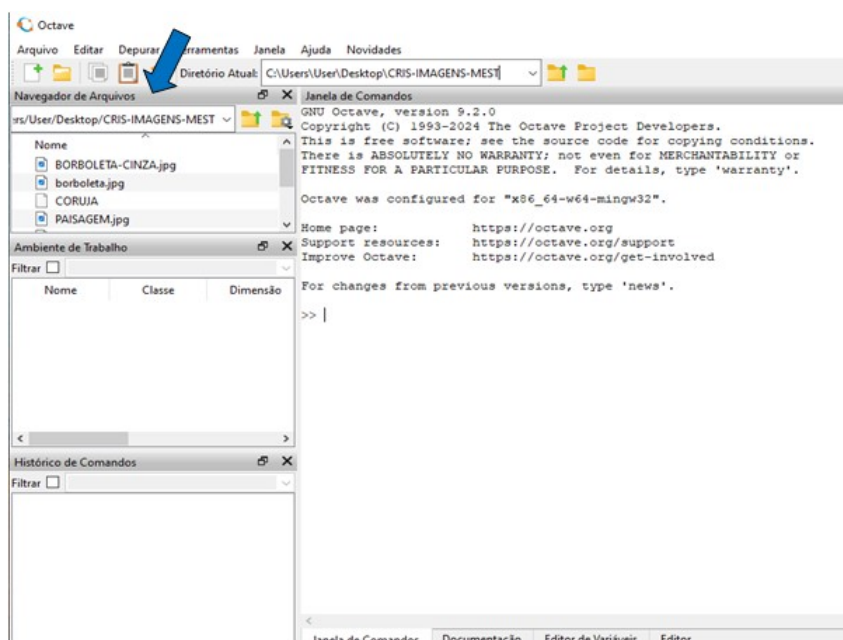 Octave
Arquivo Editar Depurar Ferramentas Janela Ajuda Novidades
Diretório Atual: C:\Users\User\Desktop\CRIS-IMAGENS-MEST
Navegador de Arquivos
ers/User/Desktop/CRIS-IMAGENS-MEST
Nome
BORBOLETA-CINZA.jpg
borboleta.jpg
CORUJA
PAISAGEM.jpg
Ambiente de Trabalho
Filtrar
Nome Classe Dimensão
Histórico de Comandos
Filtrar
Janela de Comandos
GNU Octave, version 9.2.0
Copyright (C) 1993-2024 The Octave Project Developers.
This is free software; see the source code for copying conditions.
There is ABSOLUTELY NO WARRANTY; not even for MERCHANTABILITY or
FITNESS FOR A PARTICULAR PURPOSE. For details, type 'warranty'.
Octave was configured for "x86_64-w64-mingw32".
Home page: https://octave.org
Support resources: https://octave.org/support
Improve Octave: https://octave.org/get-involved
For changes from previous versions, type 'news'.
>>
Janela de Comandos Documentação Editor de Variáveis Editor